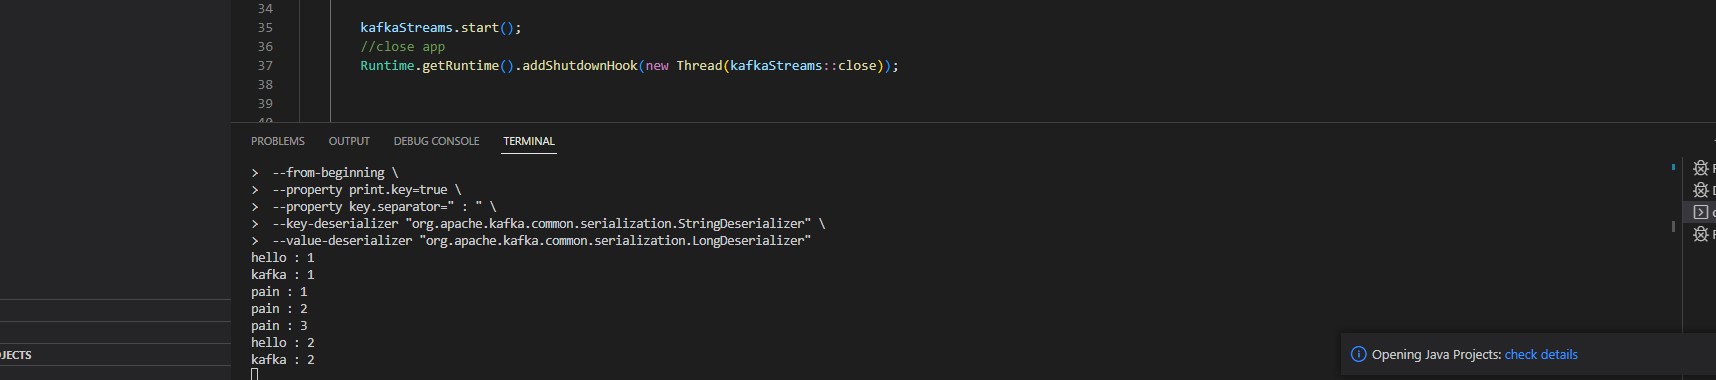 34
35 kafkaStreams.start();
36 //close app
37 Runtime.getRuntime().addShutdownHook(new Thread(kafkaStreams::close));
38
39
PROBLEMS OUTPUT DEBUG CONSOLE TERMINAL
> --from-beginning \
> --property print.key=true \
> --property key.separator=" : " \
> --key-deserializer "org.apache.kafka.common.serialization.StringDeserializer" \
> --value-deserializer "org.apache.kafka.common.serialization.LongDeserializer"
hello : 1
kafka : 1
pain : 1
pain : 2
pain : 3
hello : 2
kafka : 2
JECTS
Opening Java Projects: check details